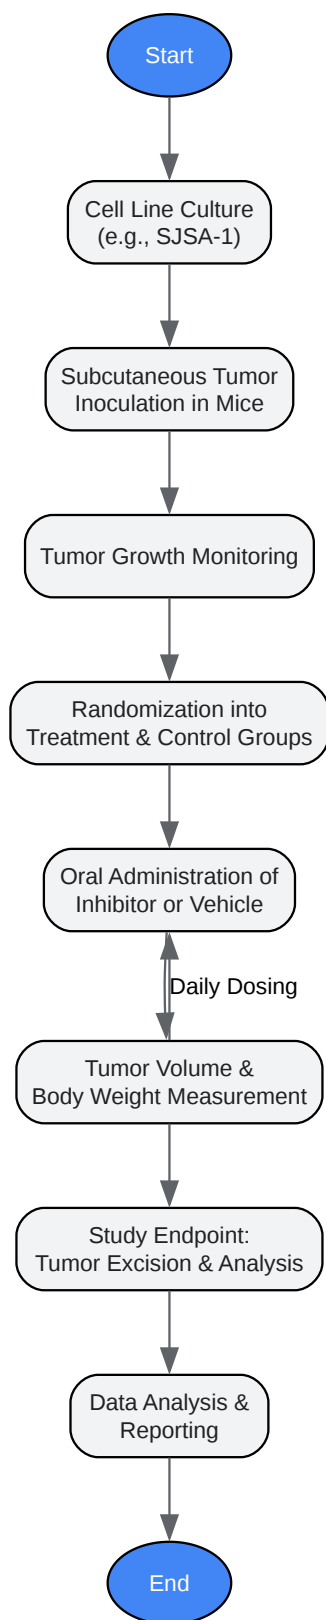 Start
Cell Line Culture
(e.g., SJSA-1)
Subcutaneous Tumor
Inoculation in Mice
Tumor Growth Monitoring
Randomization into
Treatment & Control Groups
Oral Administration of
Inhibitor or Vehicle
Daily Dosing
Tumor Volume &
Body Weight Measurement
Study Endpoint:
Tumor Excision & Analysis
Data Analysis &
Reporting
End